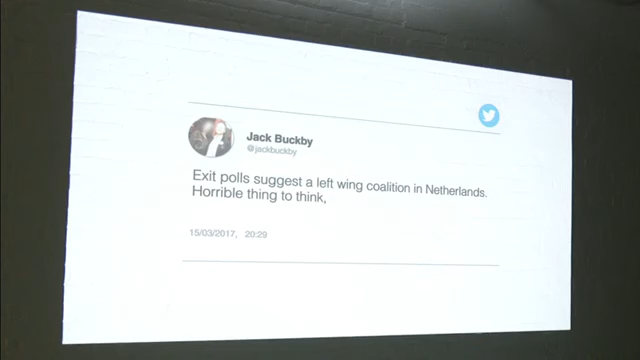 Jack Buckby
@jackbuckby
Exit polls suggest a left wing coalition in Netherlands.
Horrible thing to think,
15/03/2017, 20:29